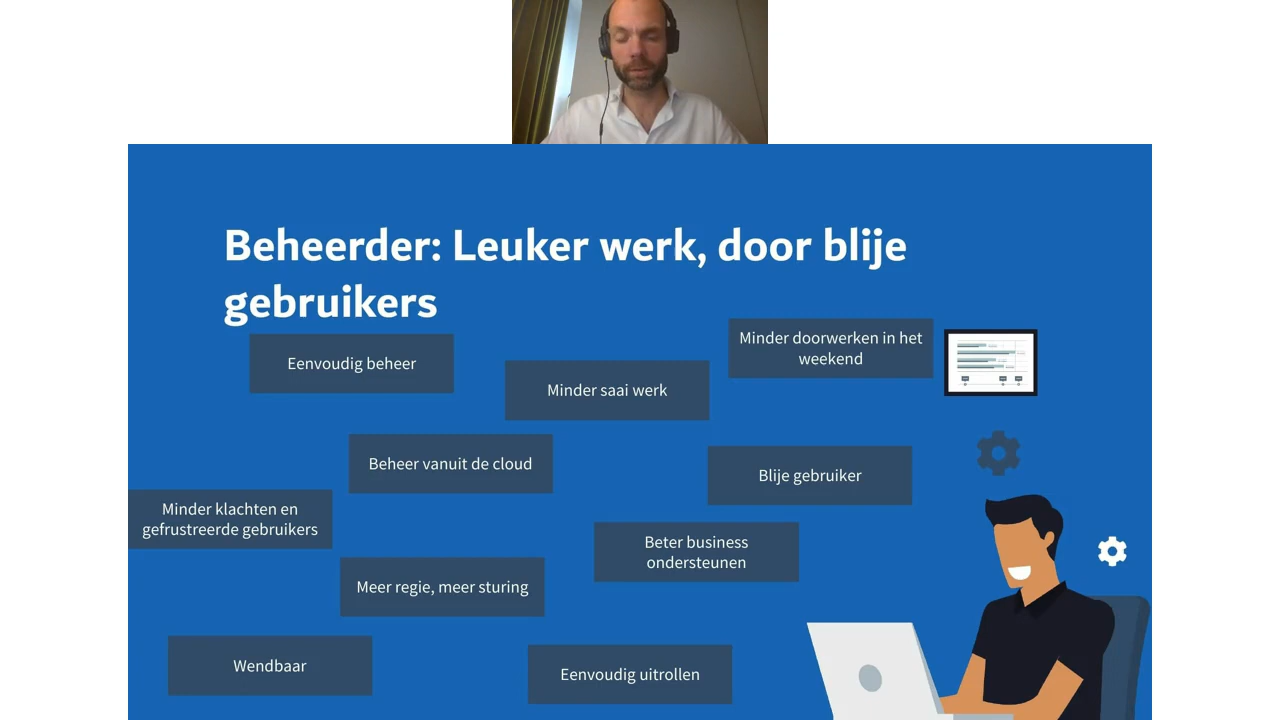 Beheerder: Leuker werk, door blije
gebruikers
Minder doorwerken in het
weekend
Eenvoudig beheer
Minder saai werk
Beheer vanuit de cloud
Blije gebruiker
Minder klachten en
gefrustreerde gebruikers
Beter business
ondersteunen
Meer regie, meer sturing
Wendbaar
Eenvoudig uitrollen